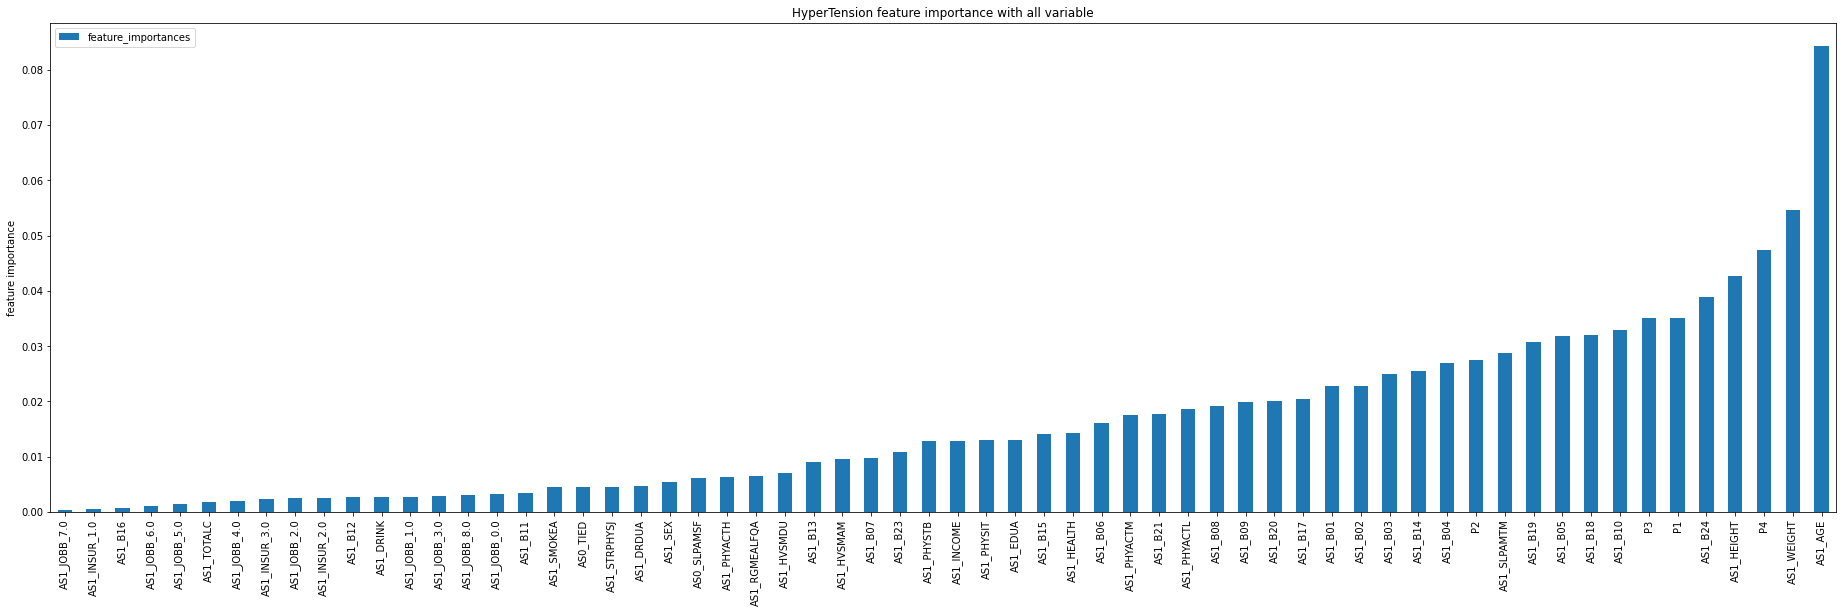 HyperTension feature importance with all variable
feature_importances
feature importance
0.08
0.07
0.06
0.05
0.04
0.03
0.02
0.01
0.00
AS1_JOBB_7.0
AS1_INSUR_1.0
AS1_B16
AS1_JOBB_6.0
AS1_JOBB_5.0
AS1_TOTALC
AS1_JOBB_4.0
AS1_INSUR_3.0
AS1_JOBB_2.0
AS1_INSUR_2.0
AS1_B12
AS1_DRINK
AS1_JOBB_1.0
AS1_JOBB_3.0
AS1_JOBB_8.0
AS1_JOBB_0.0
AS1_B11
AS1_SMOKEA
AS0_TIED
AS1_STRPHYSJ
AS1_DRDUA
AS1_SEX
AS0_SLPAMSF
AS1_PHYACTH
AS1_RGMEALFQA
AS1_HVSMDU
AS1_B13
AS1_HVSMAM
AS1_B07
AS1_B23
AS1_PHYSTB
AS1_INCOME
AS1_PHYSIT
AS1_EDUA
AS1_B15
AS1_HEALTH
AS1_B06
AS1_PHYACTM
AS1_B21
AS1_PHYACTL
AS1_B08
AS1_B09
AS1_B20
AS1_B17
AS1_B01
AS1_B02
AS1_B03
AS1_B14
AS1_B04
P2
AS1_SLPAMTM
AS1_B19
AS1_B05
AS1_B18
AS1_B10
P3
P1
AS1_B24
AS1_HEIGHT
P4
AS1_WEIGHT
AS1_AGE